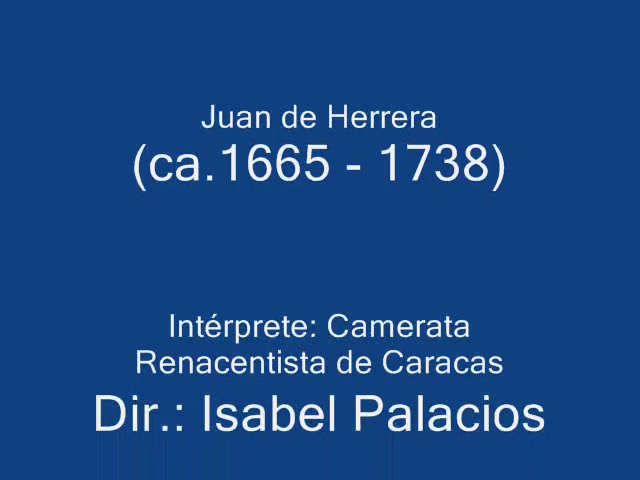 Juan de Herrera
(ca.1665 - 1738)
Intérprete: Camerata
Renacentista de Caracas
Dir.: Isabel Palacios